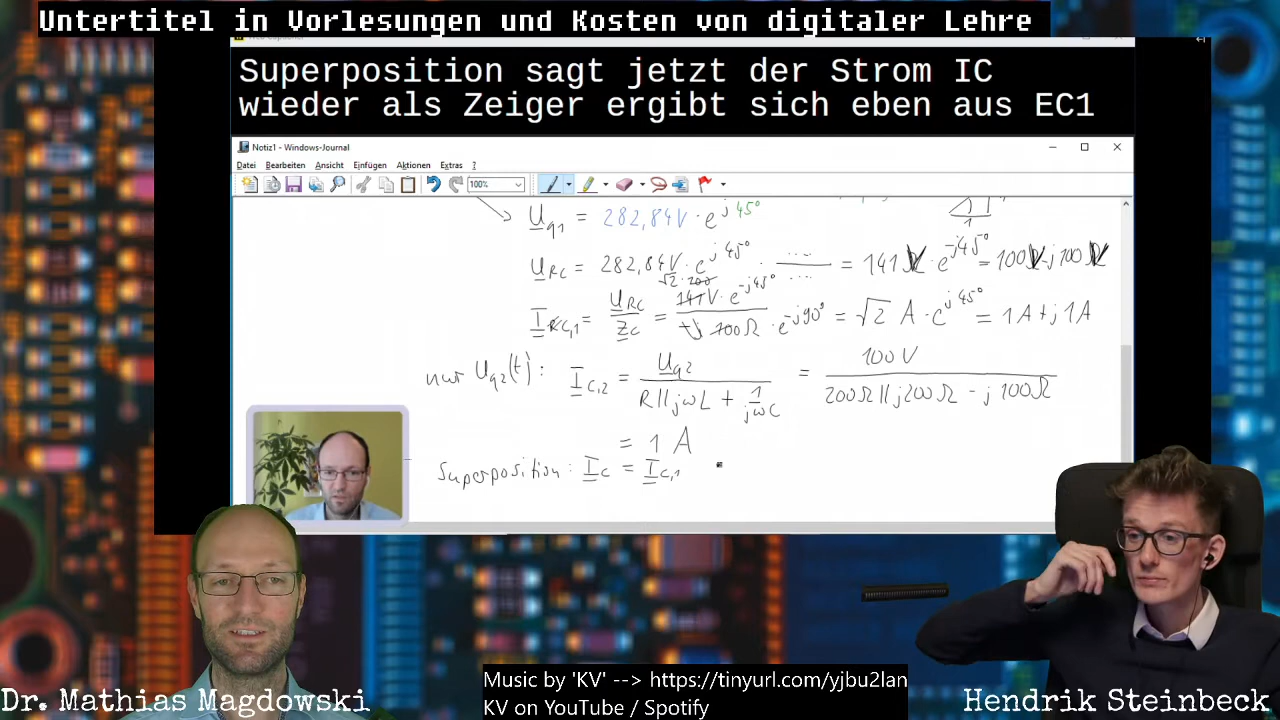 Untertitel in Vorlesungen und Kosten von digitaler Lehre
Superposition sagt jetzt der Strom IC
wieder als Zeiger ergibt sich eben aus EC1
Notiz1 - Windows-Journal
Datei Bearbeiten Ansicht Einfügen Aktionen Extras ?
100%
U_q1 = 282,84V · e^j45°
U_RC = 282,84V · e^j45° · ... / ... = 141 V · e^-j45° = 100V - j100V
I_C,1 = U_RC / Z_C = √2·200 V · e^-j45° / 100Ω · e^-j90° = √2 A · e^j45° = 1A + j1A
nur U_q2(t): I_C,2 = U_q2 / (R||jωL + 1/jωC) = 100V / (200Ω||j200Ω - j100Ω)
= 1 A
Superposition: I_C = I_C,1
Dr. Mathias Magdowski
Music by 'KV' --> https://tinyurl.com/yjbu2lan
KV on YouTube / Spotify
Hendrik Steinbeck